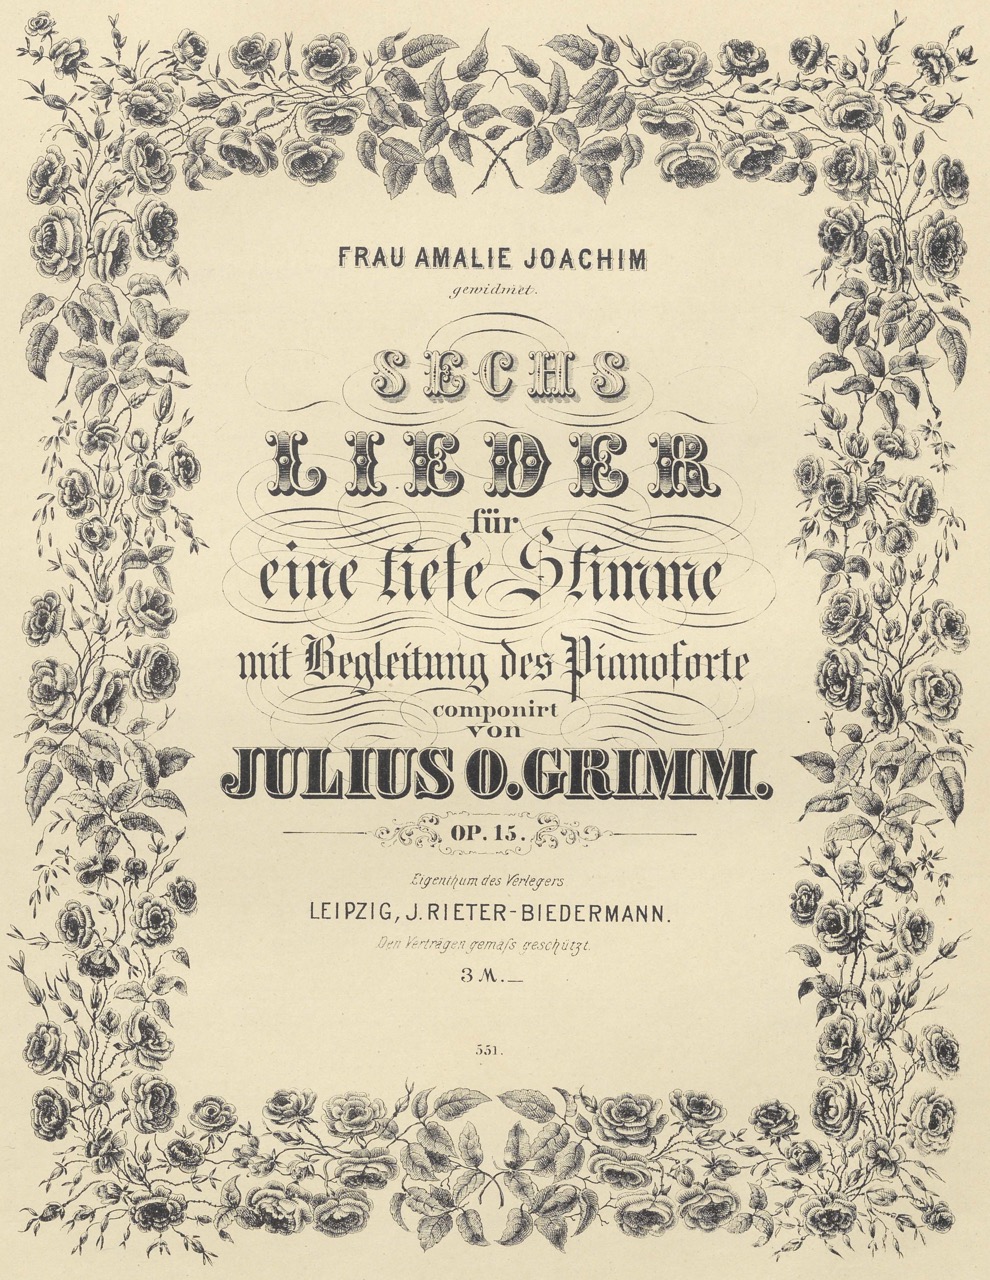 FRAU AMALIE JOACHIM
gewidmet.
SECHS
LIEDER
für
eine tiefe Stimme
mit Begleitung des Pianoforte
componirt
von
JULIUS O. GRIMM.
OP. 15.
Eigenthum des Verlegers
LEIPZIG, J. RIETER-BIEDERMANN.
Den Verträgen gemaſs geschützt.
3 M._
551.